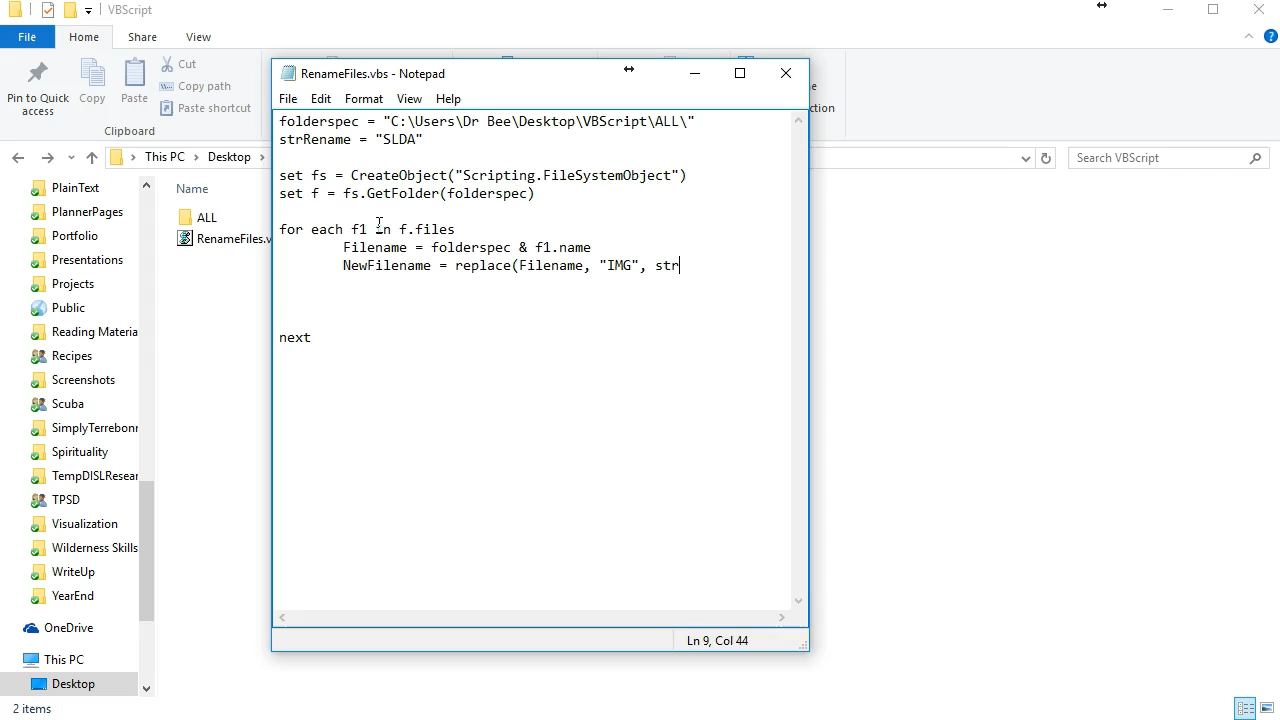 VBScript
File Home Share View
Pin to Quick access
Copy
Paste
Cut
Copy path
Paste shortcut
Clipboard
This PC Desktop
Search VBScript
PlainText
PlannerPages
Portfolio
Presentations
Projects
Public
Reading Materia
Recipes
Screenshots
Scuba
SimplyTerrebonn
Spirituality
TempDISLResear
TPSD
Visualization
Wilderness Skills
WriteUp
YearEnd
OneDrive
This PC
Desktop
2 items
Name
ALL
RenameFiles.v
RenameFiles.vbs - Notepad
File Edit Format View Help
folderspec = "C:\Users\Dr Bee\Desktop\VBScript\ALL\"
strRename = "SLDA"
set fs = CreateObject("Scripting.FileSystemObject")
set f = fs.GetFolder(folderspec)
for each f1 in f.files
Filename = folderspec & f1.name
NewFilename = replace(Filename, "IMG", str
next
Ln 9, Col 44